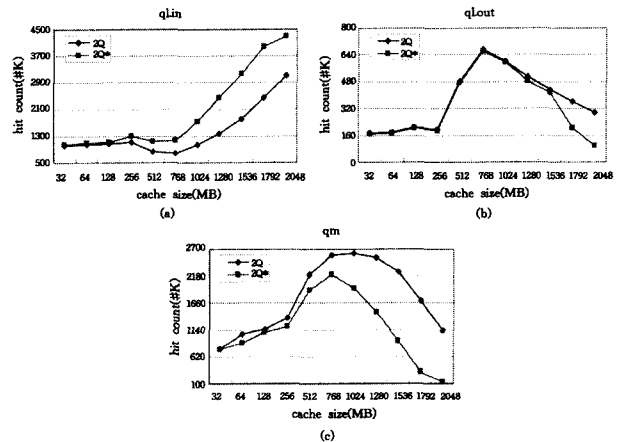 qLin
4500
3700
2900
2100
1300
500
hit count(#K)
2Q
2Q*
32 64 128 256 512 768 1024 1280 1536 1792 2048
cache size(MB)
(a)
qLout
800
640
480
320
160
0
hit count(#K)
2Q
2Q*
32 64 128 256 512 768 1024 1280 1536 1792 2048
cache size(MB)
(b)
qm
2700
2180
1660
1140
620
100
hit count(#K)
2Q
2Q*
32 64 128 256 512 768 1024 1280 1536 1792 2048
cache size(MB)
(c)